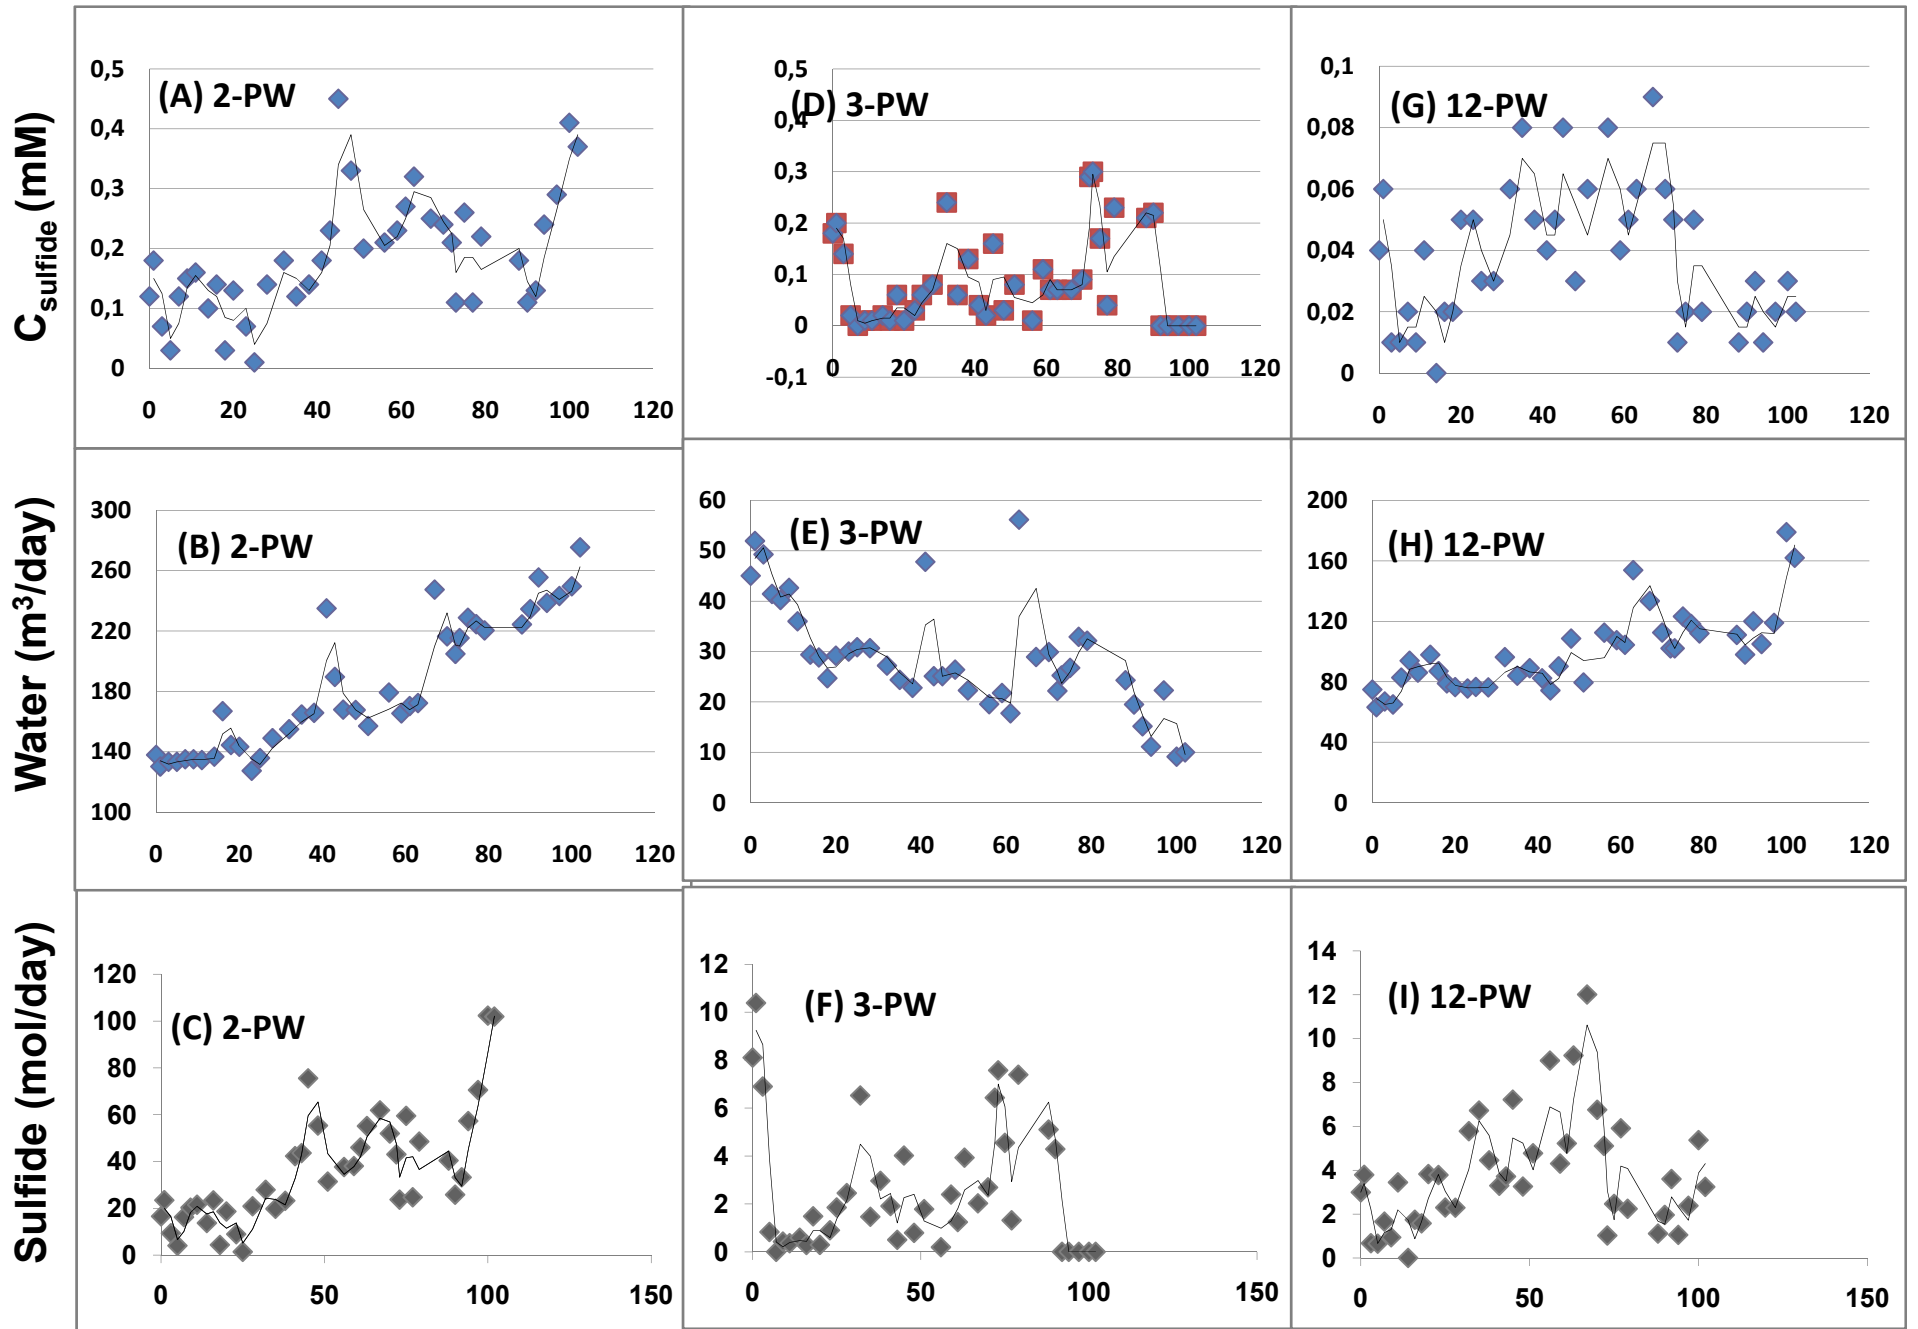 C_sulfide (mM)
(A) 2-PW
0,5
0,4
0,3
0,2
0,1
0
0 20 40 60 80 100 120
(D) 3-PW
0,5
0,4
0,3
0,2
0,1
0
-0,1
0 20 40 60 80 100 120
(G) 12-PW
0,1
0,08
0,06
0,04
0,02
0
0 20 40 60 80 100 120
Water (m³/day)
(B) 2-PW
300
260
220
180
140
100
0 20 40 60 80 100 120
(E) 3-PW
60
50
40
30
20
10
0
0 20 40 60 80 100 120
(H) 12-PW
200
160
120
80
40
0
0 20 40 60 80 100 120
Sulfide (mol/day)
(C) 2-PW
120
100
80
60
40
20
0
0 50 100 150
(F) 3-PW
12
10
8
6
4
2
0
0 50 100 150
(I) 12-PW
14
12
10
8
6
4
2
0
0 50 100 150